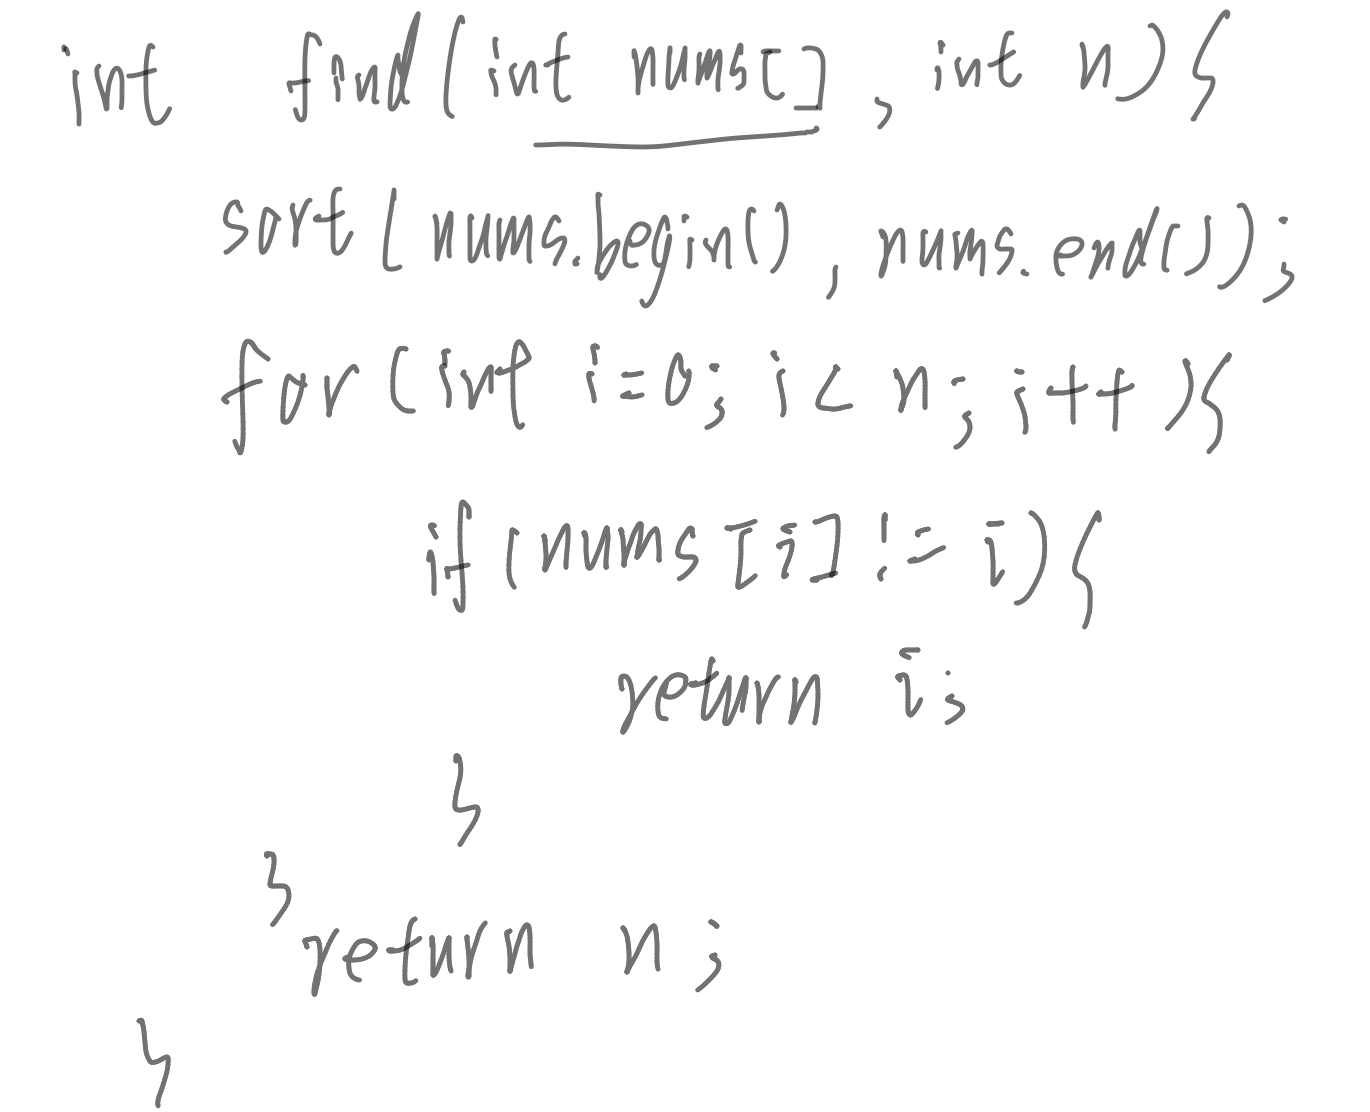 int find(int nums[], int n){
sort(nums.begin(), nums.end());
for(int i=0; i< n; i++){
if(nums[i] != i){
return i;
}
}
return n;
}